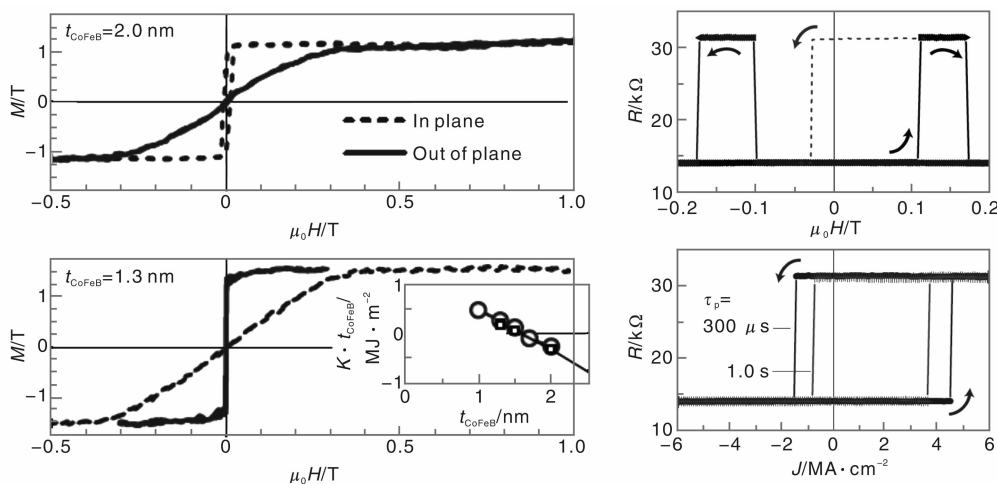 t_CoFeB=2.0 nm
M/T
1
0
−1
In plane
Out of plane
−0.5
0
0.5
1.0
μ₀H/T
t_CoFeB=1.3 nm
M/T
1
0
−1
−0.5
0
0.5
1.0
μ₀H/T
K·t_CoFeB/
MJ·m⁻²
1
0
−1
0
1
2
t_CoFeB/nm
R/kΩ
30
20
10
−0.2
−0.1
0
0.1
0.2
μ₀H/T
R/kΩ
30
20
10
τ_p=
300 μs
1.0 s
−6
−4
−2
0
2
4
6
J/MA·cm⁻²